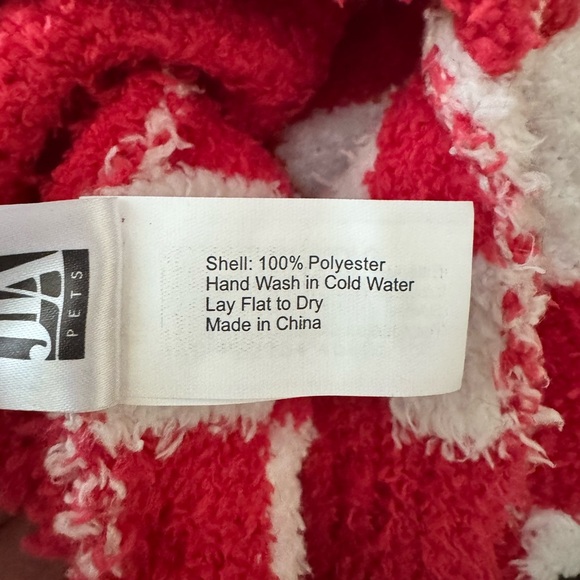 Shell: 100% Polyester
Hand Wash in Cold Water
Lay Flat to Dry
Made in China
PETS